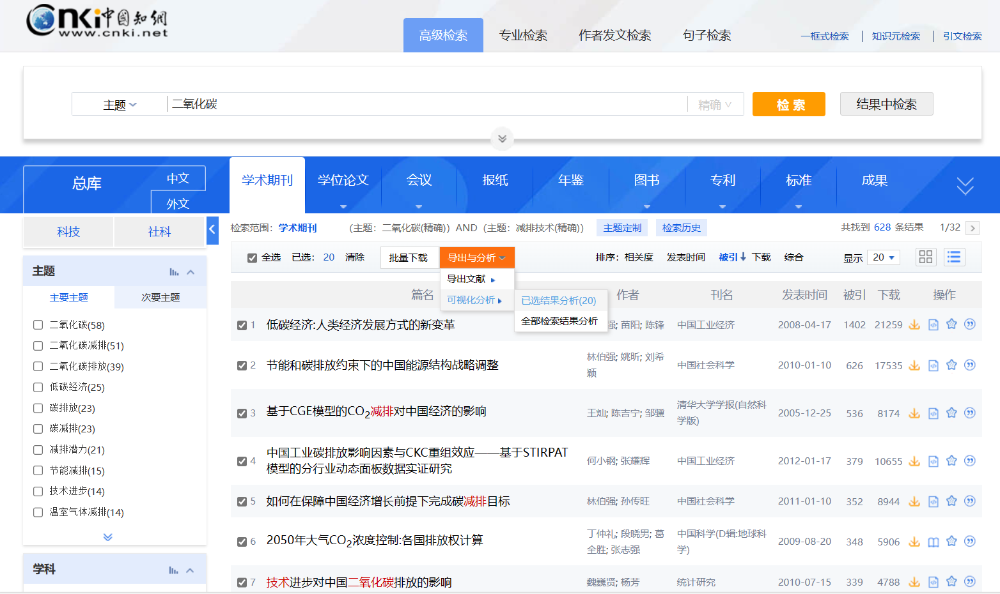 CNKI中国知网
www.cnki.net
高级检索 专业检索 作者发文检索 句子检索 一框式检索 知识元检索 引文检索
主题 二氧化碳 精确 检 索 结果中检索
总库 中文 外文 学术期刊 学位论文 会议 报纸 年鉴 图书 专利 标准 成果
科技 社科
检索范围：学术期刊 （主题：二氧化碳(精确)）AND（主题：减排技术(精确)） 主题定制 检索历史 共找到 628 条结果 1/32
全选 已选：20 清除 批量下载 导出与分析 排序：相关度 发表时间 被引 下载 综合 显示 20
导出文献
可视化分析
已选结果分析(20)
全部检索结果分析
主题
主要主题 次要主题
二氧化碳(58)
二氧化碳减排(51)
二氧化碳排放(39)
低碳经济(25)
碳排放(23)
碳减排(23)
减排潜力(21)
节能减排(15)
技术进步(14)
温室气体减排(14)
学科
篇名 作者 刊名 发表时间 被引 下载 操作
1 低碳经济:人类经济发展方式的新变革 强; 苗阳; 陈锋 中国工业经济 2008-04-17 1402 21259
2 节能和碳排放约束下的中国能源结构战略调整 林伯强; 姚昕; 刘希颖 中国社会科学 2010-01-10 626 17535
3 基于CGE模型的CO2减排对中国经济的影响 王灿; 陈吉宁; 邹骥 清华大学学报(自然科学版) 2005-12-25 536 8174
4 中国工业碳排放影响因素与CKC重组效应——基于STIRPAT
模型的分行业动态面板数据实证研究 何小钢; 张耀辉 中国工业经济 2012-01-17 379 10655
5 如何在保障中国经济增长前提下完成碳减排目标 林伯强; 孙传旺 中国社会科学 2011-01-10 352 8944
6 2050年大气CO2浓度控制:各国排放权计算 丁仲礼; 段晓男; 葛全胜; 张志强 中国科学(D辑:地球科学) 2009-08-20 348 5906
7 技术进步对中国二氧化碳排放的影响 魏巍贤; 杨芳 统计研究 2010-07-15 339 4788